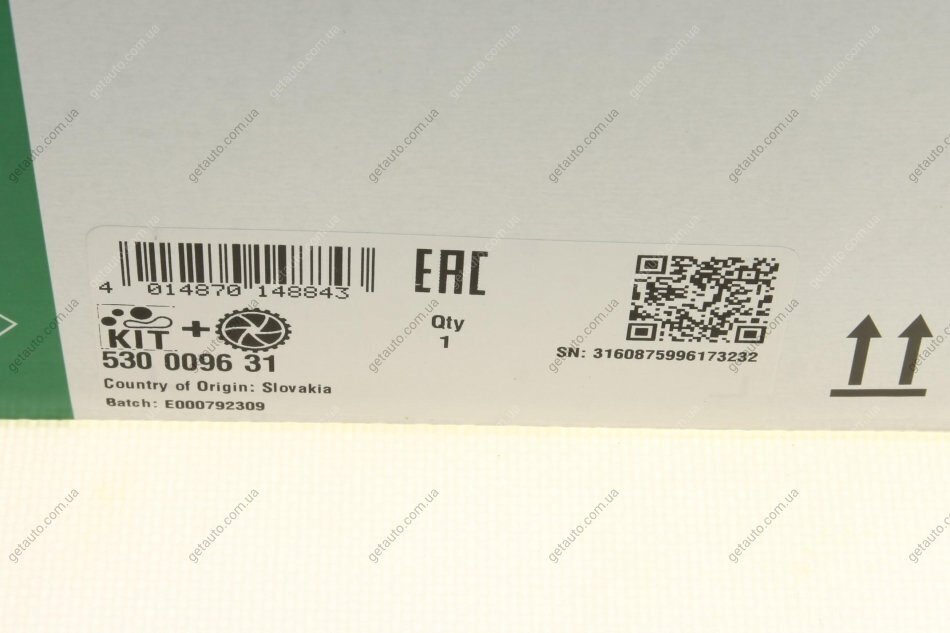 4 014870 148843
EAC
KIT +
Qty
1
530 0096 31
SN: 3160875996173232
Country of Origin: Slovakia
Batch: E000792309
getauto.com.ua